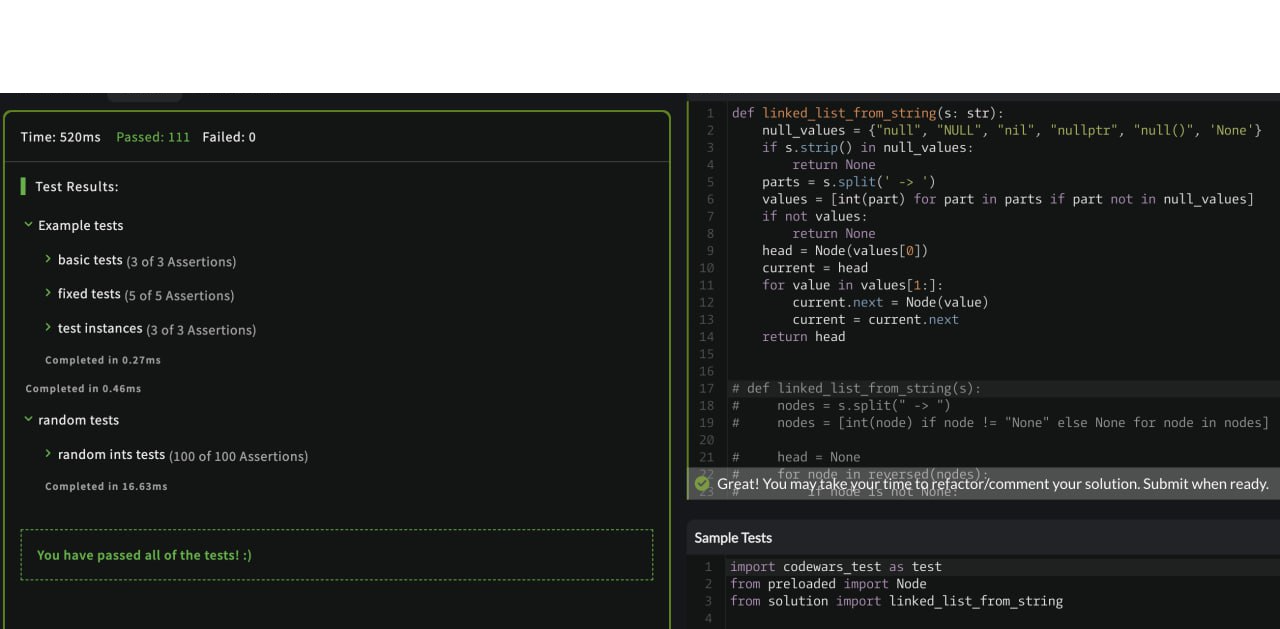 Time: 520ms Passed: 111 Failed: 0
Test Results:
Example tests
basic tests (3 of 3 Assertions)
fixed tests (5 of 5 Assertions)
test instances (3 of 3 Assertions)
Completed in 0.27ms
Completed in 0.46ms
random tests
random ints tests (100 of 100 Assertions)
Completed in 16.63ms
You have passed all of the tests! :)
1 def linked_list_from_string(s: str):
2     null_values = {"null", "NULL", "nil", "nullptr", "null()", 'None'}
3     if s.strip() in null_values:
4         return None
5     parts = s.split(' -> ')
6     values = [int(part) for part in parts if part not in null_values]
7     if not values:
8         return None
9     head = Node(values[0])
10     current = head
11     for value in values[1:]:
12         current.next = Node(value)
13         current = current.next
14     return head
15
16
17 # def linked_list_from_string(s):
18 #     nodes = s.split(" -> ")
19 #     nodes = [int(node) if node != "None" else None for node in nodes]
20
21 #     head = None
22 #     for node in reversed(nodes):
Great! You may take your time to refactor/comment your solution. Submit when ready.
23 #         if node is not None:
Sample Tests
1 import codewars_test as test
2 from preloaded import Node
3 from solution import linked_list_from_string
4